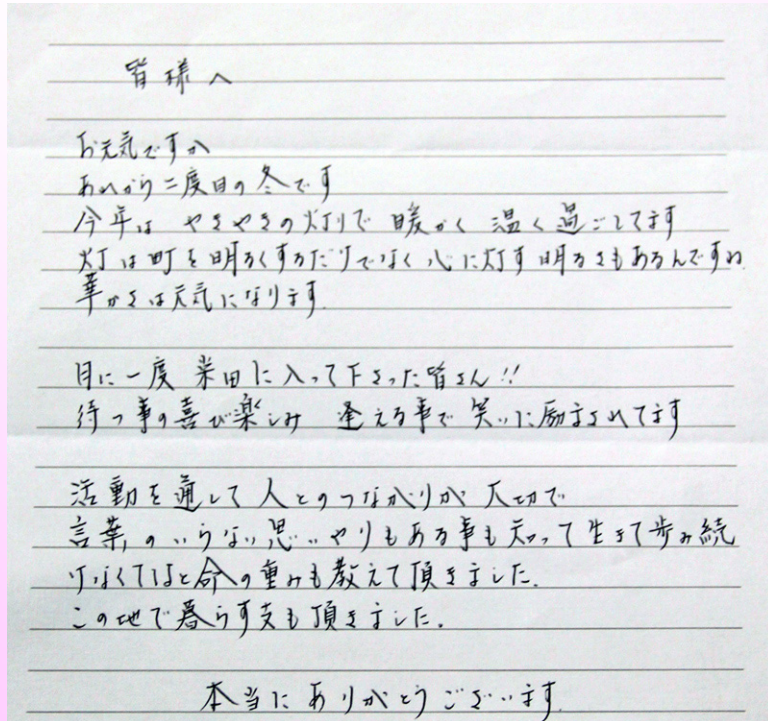 皆様へ
お元気ですか
あれから二度目の冬です
今年は やきやきの灯りで 暖かく 温く過ごしてます
灯は町を明るくするだけでなく心に灯す明るさもあるんですね
華かさは元気になります。
月に一度 米田に入って下さった皆さん!!
待つ事の喜び楽しみ 逢える事で笑いに励まされてます
活動を通して人とのつながりが大切で
言葉のいらない思いやりもある事も知って生きて歩み続
けなくてはと命の重みも教えて頂きました。
この地で暮らす支も頂きました。
本当にありがとうございます。